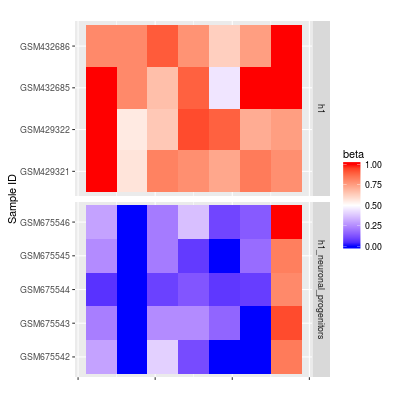 GSM432686
GSM432685
GSM429322
GSM429321
h1
GSM675546
GSM675545
GSM675544
GSM675543
GSM675542
h1_neuronal_progenitors
Sample ID
beta
1.00
0.75
0.50
0.25
0.00